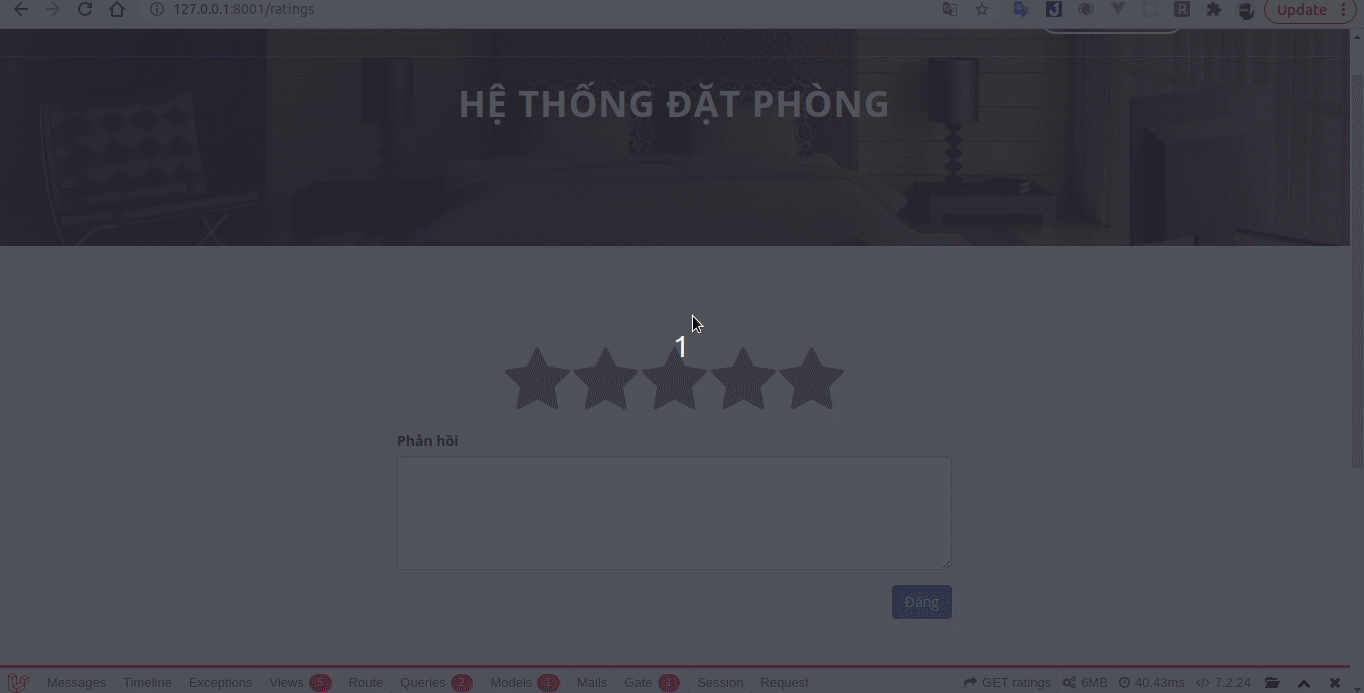 127.0.0.1:8001/ratings
Update
HỆ THỐNG ĐẶT PHÒNG
1
Phản hồi
Đăng
Messages Timeline Exceptions Views 5 Route Queries 2 Models 1 Mails Gate 1 Session Request GET ratings 6MB 40.43ms 7.2.24